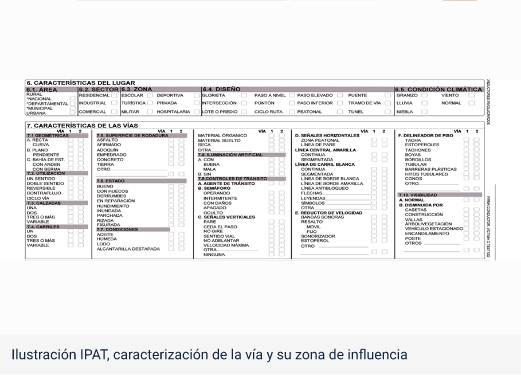 6. CARACTERÍSTICAS DEL LUGAR
6.1. ÁREA 6.2. SECTOR 6.3. ZONA 6.4. DISEÑO 6.5. CONDICIÓN CLIMÁTICA
RURAL RESIDENCIAL ESCOLAR DEPORTIVA GLORIETA PASO A NIVEL PASO ELEVADO PUENTE GRANIZO VIENTO
*NACIONAL
*DEPARTAMENTAL INDUSTRIAL TURÍSTICA PRIVADA INTERSECCIÓN PONTÓN PASO INFERIOR TRAMO DE VÍA LLUVIA NORMAL
*MUNICIPAL
URBANA COMERCIAL MILITAR HOSPITALARIA LOTE O PREDIO CICLO RUTA PEATONAL TÚNEL NIEBLA
7. CARACTERÍSTICAS DE LAS VÍAS
VÍA 1 2
7.1 GEOMÉTRICAS
A. RECTA
CURVA
B. PLANO
PENDIENTE
C. BAHÍA DE EST.
CON ANDÉN
CON BERMA
7.2. UTILIZACIÓN
UN SENTIDO
DOBLE SENTIDO
REVERSIBLE
CONTRAFLUJO
CICLO VÍA
7.3. CALZADAS
UNA
DOS
TRES O MÁS
VARIABLE
7.4. CARRILES
UN
DOS
TRES O MÁS
VARIABLE
VÍA 1 2
7.5. SUPERFICIE DE RODADURA
ASFALTO
AFIRMADO
ADOQUÍN
EMPEDRADO
CONCRETO
TIERRA
OTRO
7.6. ESTADO
BUENO
CON HUECOS
DERRUMBES
EN REPARACIÓN
HUNDIMIENTO
INUNDADA
PARCHADA
RIZADA
FISURADA
7.7. CONDICIONES
ACEITE
HÚMEDA
LODO
ALCANTARILLA DESTAPADA
VÍA 1 2
MATERIAL ORGÁNICO
MATERIAL SUELTO
SECA
OTRA
7.8. ILUMINACIÓN ARTIFICIAL
A. CON
BUENA
MALA
B. SIN
7.9. CONTROLES DE TRÁNSITO
A. AGENTE DE TRÁNSITO
B. SEMÁFORO
OPERANDO
INTERMITENTE
CON DAÑOS
APAGADO
OCULTO
C. SEÑALES VERTICALES
PARE
CEDA EL PASO
NO GIRE
SENTIDO VIAL
NO ADELANTAR
VELOCIDAD MÁXIMA
OTRA
NINGUNA
VÍA 1 2
D. SEÑALES HORIZONTALES
ZONA PEATONAL
LÍNEA DE PARE
LÍNEA CENTRAL AMARILLA
CONTINUA
SEGMENTADA
LÍNEA DE CARRIL BLANCA
CONTINUA
SEGMENTADA
LÍNEA DE BORDE BLANCA
LÍNEA DE BORDE AMARILLA
LÍNEA ANTIBLOQUEO
FLECHAS
LEYENDAS
SÍMBOLOS
OTRA
E. REDUCTOR DE VELOCIDAD
BANDAS SONORAS
RESALTO
MÓVIL
FIJO
SONORIZADOR
ESTOPEROL
OTRO
VÍA 1 2
F. DELINEADOR DE PISO
TACHA
ESTOPEROLES
TACHONES
BOYAS
BORDILLOS
TUBULAR
BARRERAS PLÁSTICAS
HITOS TUBULARES
CONOS
OTRO
7.10. VISIBILIDAD
A. NORMAL
B. DISMINUIDA POR
CASETAS
CONSTRUCCIÓN
VALLAS
ÁRBOL/VEGETACIÓN
VEHÍCULO ESTACIONADO
ENCANDILAMIENTO
POSTE
OTROS
Ilustración IPAT, caracterización de la vía y su zona de influencia